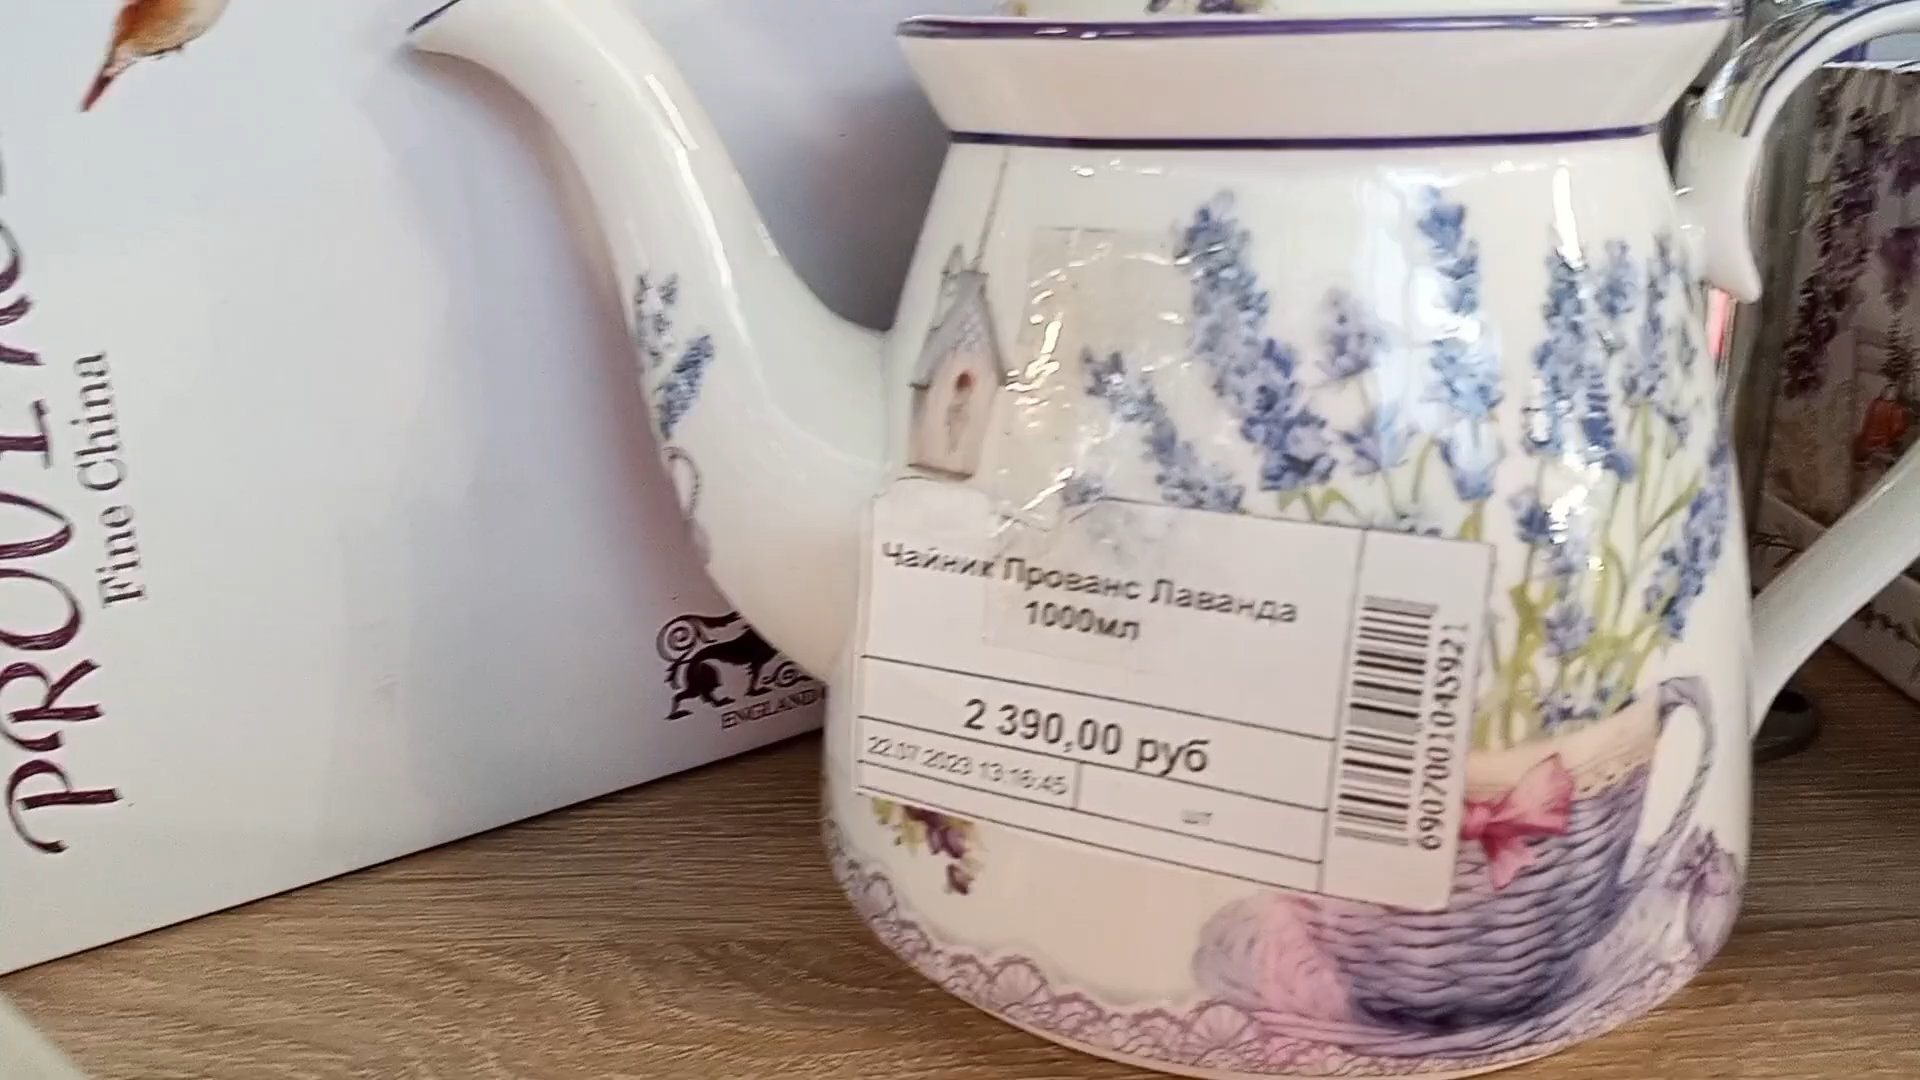 PROVENCE
Fine China
ENGLAND
Чайник Прованс Лаванда
1000мл
2 390,00 руб
22.07.2023 13:16:45
шт
6907001045921